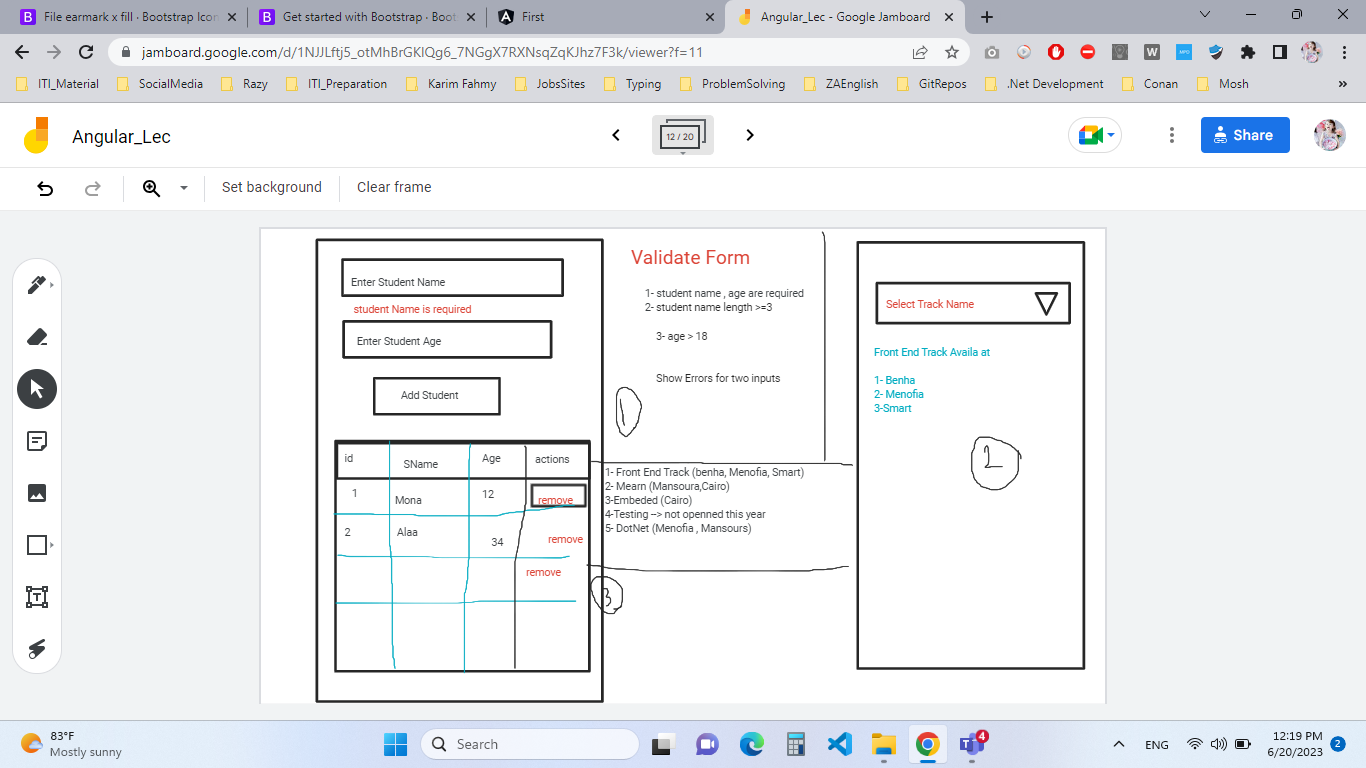 File earmark x fill · Bootstrap Icon
Get started with Bootstrap · Boot
First
Angular_Lec - Google Jamboard
jamboard.google.com/d/1NJJLftj5_otMhBrGKlQg6_7NGgX7RXNsqZqKJhz7F3k/viewer?f=11
ITI_Material
SocialMedia
Razy
ITI_Preparation
Karim Fahmy
JobsSites
Typing
ProblemSolving
ZAEnglish
GitRepos
.Net Development
Conan
Mosh
Angular_Lec
12 / 20
Share
Set background
Clear frame
Enter Student Name
student Name is required
Enter Student Age
Add Student
id
SName
Age
actions
1
Mona
12
remove
2
Alaa
34
remove
remove
Validate Form
1- student name , age are required
2- student name length >=3
3- age > 18
Show Errors for two inputs
1
1- Front End Track (benha, Menofia, Smart)
2- Mearn (Mansoura,Cairo)
3-Embeded (Cairo)
4-Testing --> not openned this year
5- DotNet (Menofia , Mansours)
3
Select Track Name
Front End Track Availa at
1- Benha
2- Menofia
3-Smart
2
83°F
Mostly sunny
Search
4
ENG
12:19 PM
6/20/2023
2